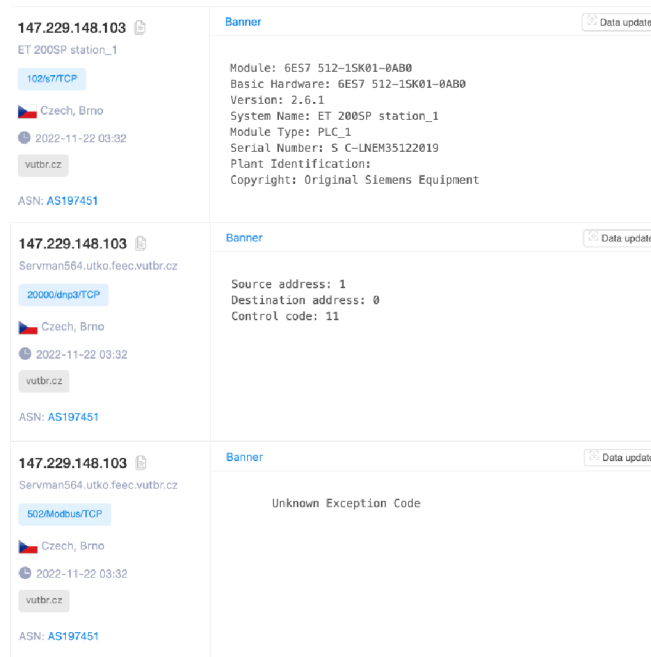 147.229.148.103
ET 200SP station_1
102/s7/TCP
Czech, Brno
2022-11-22 03:32
vutbr.cz
ASN: AS197451
Banner
Data update
Module: 6ES7 512-1SK01-0AB0
Basic Hardware: 6ES7 512-1SK01-0AB0
Version: 2.6.1
System Name: ET 200SP station_1
Module Type: PLC_1
Serial Number: S C-LNEM35122019
Plant Identification:
Copyright: Original Siemens Equipment
147.229.148.103
Servman564.utko.feec.vutbr.cz
20000/dnp3/TCP
Czech, Brno
2022-11-22 03:32
vutbr.cz
ASN: AS197451
Banner
Data update
Source address: 1
Destination address: 0
Control code: 11
147.229.148.103
Servman564.utko.feec.vutbr.cz
502/Modbus/TCP
Czech, Brno
2022-11-22 03:32
vutbr.cz
ASN: AS197451
Banner
Data update
Unknown Exception Code